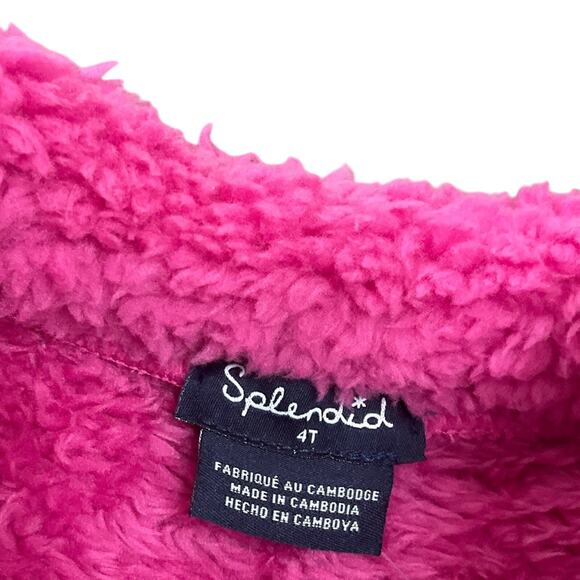 Splendid
4T
FABRIQUÉ AU CAMBODGE
MADE IN CAMBODIA
HECHO EN CAMBOYA